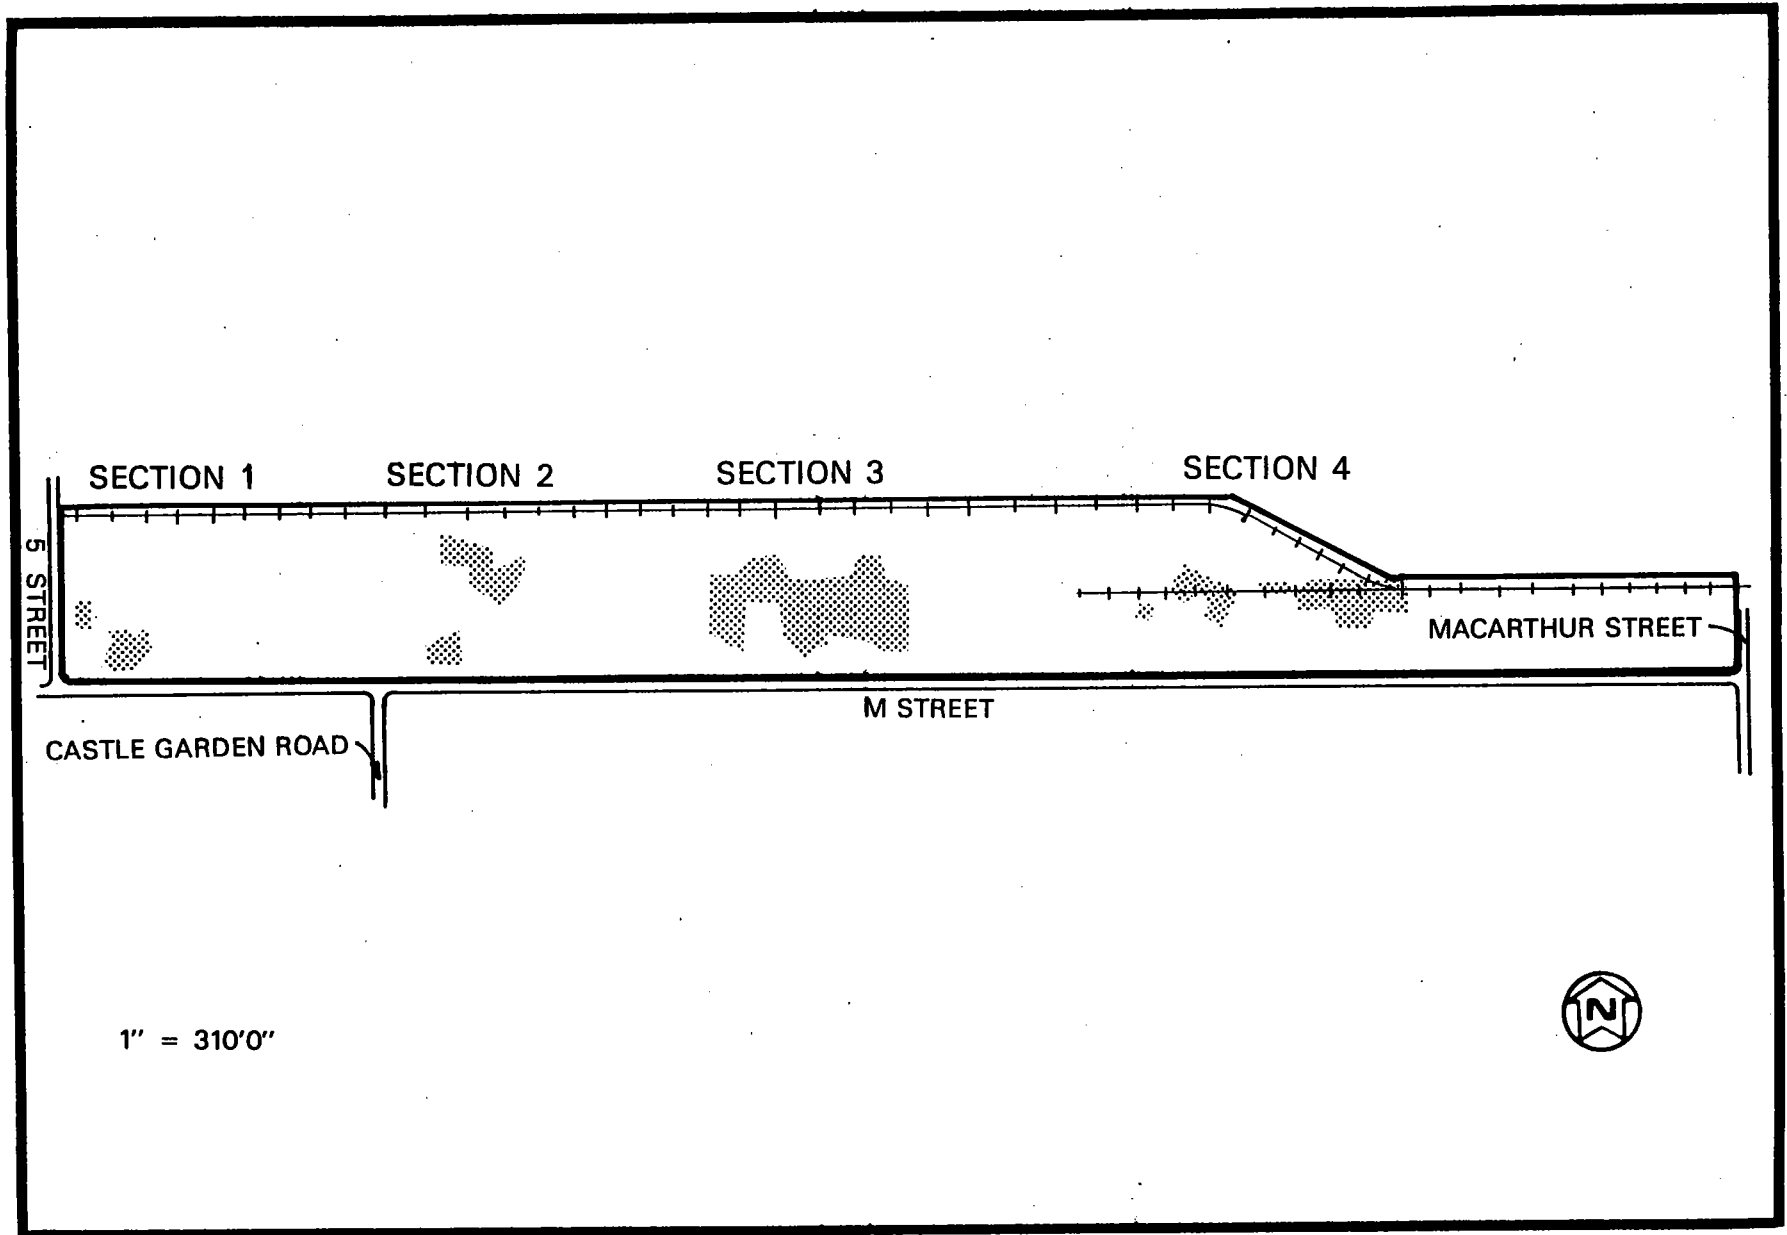 SECTION 1
SECTION 2
SECTION 3
SECTION 4
5 STREET
MACARTHUR STREET
M STREET
CASTLE GARDEN ROAD
1" = 310'0"
N